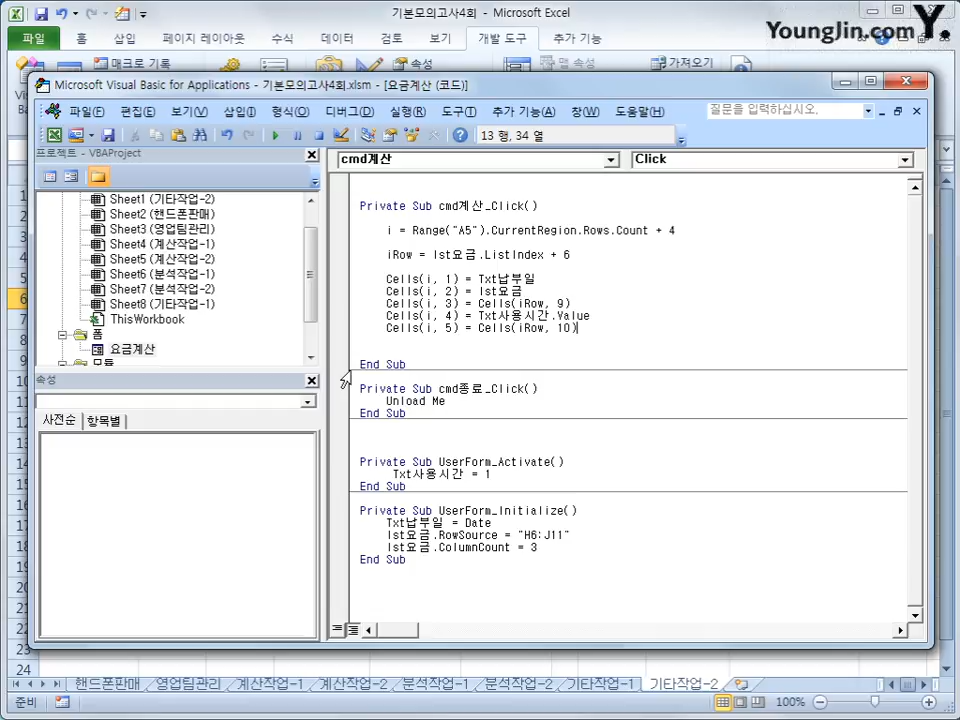 기본모의고사4회 - Microsoft Excel
Younglin.com Y.
파일 홈 삽입 페이지 레이아웃 수식 데이터 검토 보기 개발 도구 추가 기능
매크로 기록 속성 맵 속성 가져오기
Microsoft Visual Basic for Applications - 기본모의고사4회.xlsm - [요금계산 (코드)]
파일(F) 편집(E) 보기(V) 삽입(I) 형식(O) 디버그(D) 실행(R) 도구(T) 추가 기능(A) 창(W) 도움말(H) 질문을 입력하십시오.
13 행, 34 열
프로젝트 - VBAProject
cmd계산 Click
Sheet1 (기타작업-2)
Sheet2 (핸드폰판매)
Sheet3 (영업팀관리)
Sheet4 (계산작업-1)
Sheet5 (계산작업-2)
Sheet6 (분석작업-1)
Sheet7 (분석작업-2)
Sheet8 (기타작업-1)
ThisWorkbook
폼
요금계산
모듈
속성
사전순 항목별
Private Sub cmd계산_Click()
i = Range("A5").CurrentRegion.Rows.Count + 4
iRow = lst요금.ListIndex + 6
Cells(i, 1) = Txt납부일
Cells(i, 2) = lst요금
Cells(i, 3) = Cells(iRow, 9)
Cells(i, 4) = Txt사용시간.Value
Cells(i, 5) = Cells(iRow, 10)
End Sub
Private Sub cmd종료_Click()
Unload Me
End Sub
Private Sub UserForm_Activate()
Txt사용시간 = 1
End Sub
Private Sub UserForm_Initialize()
Txt납부일 = Date
lst요금.RowSource = "H6:J11"
lst요금.ColumnCount = 3
End Sub
24
핸드폰판매 영업팀관리 계산작업-1 계산작업-2 분석작업-1 분석작업-2 기타작업-1 기타작업-2
준비 100%